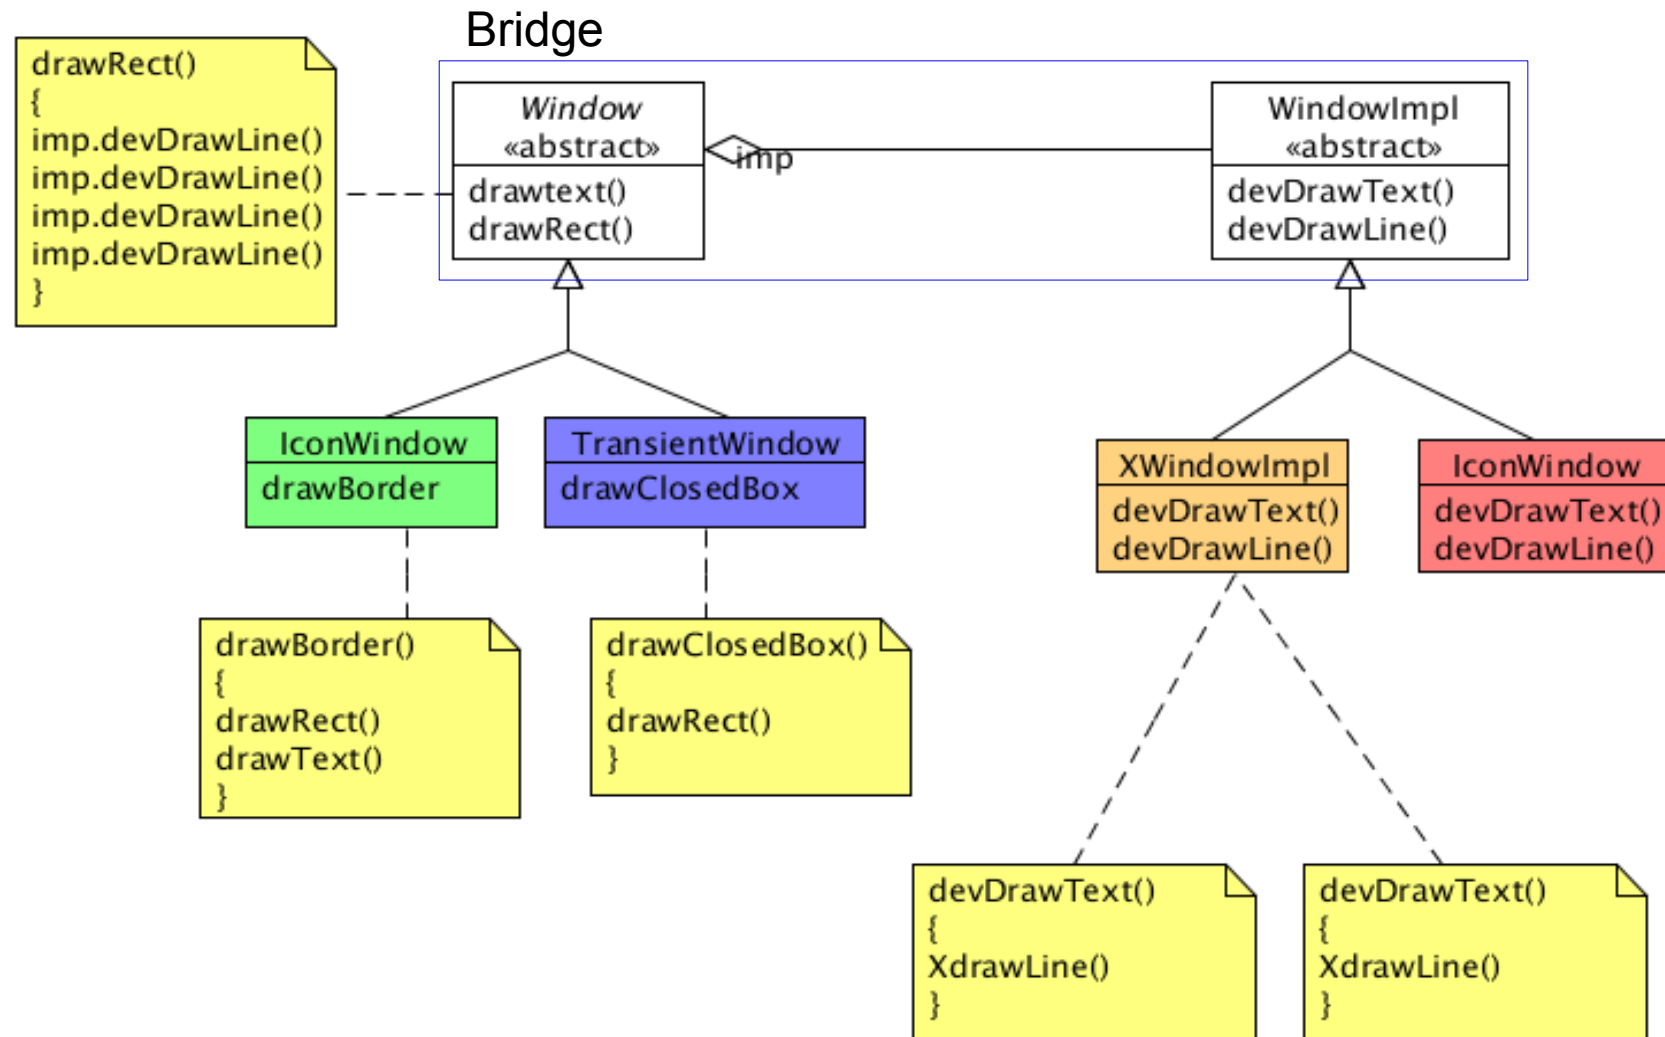 Bridge
drawRect()
{
imp.devDrawLine()
imp.devDrawLine()
imp.devDrawLine()
imp.devDrawLine()
}
Window
«abstract»
drawtext()
drawRect()
imp
WindowImpl
«abstract»
devDrawText()
devDrawLine()
IconWindow
drawBorder
TransientWindow
drawClosedBox
XWindowImpl
devDrawText()
devDrawLine()
IconWindow
devDrawText()
devDrawLine()
drawBorder()
{
drawRect()
drawText()
}
drawClosedBox()
{
drawRect()
}
devDrawText()
{
XdrawLine()
}
devDrawText()
{
XdrawLine()
}